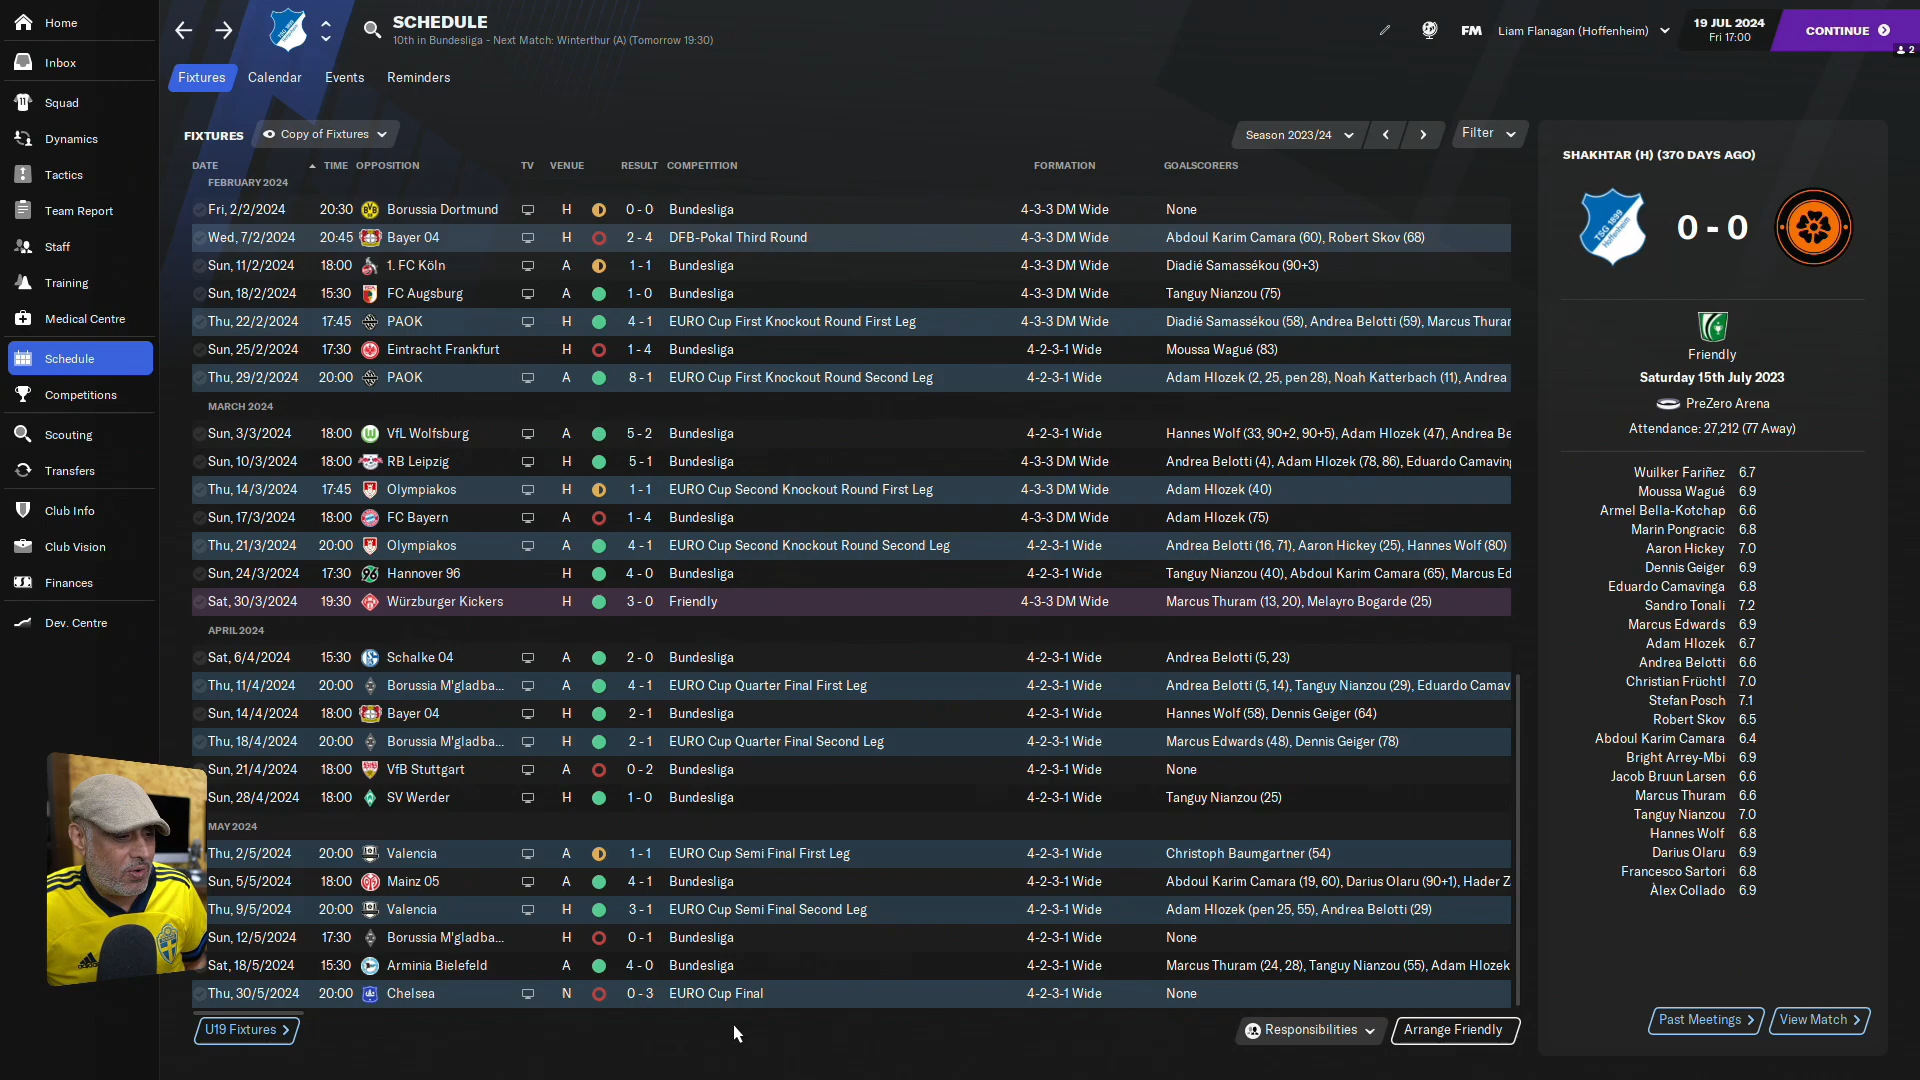 Home
Inbox
Squad
Dynamics
Tactics
Team Report
Staff
Training
Medical Centre
Schedule
Competitions
Scouting
Transfers
Club Info
Club Vision
Finances
Dev. Centre
SCHEDULE
10th in Bundesliga - Next Match: Winterthur (A) (Tomorrow 19:30)
FM Liam Flanagan (Hoffenheim)
19 JUL 2024
Fri 17:00
CONTINUE
2
Fixtures Calendar Events Reminders
FIXTURES Copy of Fixtures Season 2023/24 Filter
DATE TIME OPPOSITION TV VENUE RESULT COMPETITION FORMATION GOALSCORERS
FEBRUARY 2024
Fri, 2/2/2024 20:30 Borussia Dortmund H 0 - 0 Bundesliga 4-3-3 DM Wide None
Wed, 7/2/2024 20:45 Bayer 04 H 2 - 4 DFB-Pokal Third Round 4-3-3 DM Wide Abdoul Karim Camara (60), Robert Skov (68)
Sun, 11/2/2024 18:00 1. FC Köln A 1 - 1 Bundesliga 4-3-3 DM Wide Diadié Samassékou (90+3)
Sun, 18/2/2024 15:30 FC Augsburg A 1 - 0 Bundesliga 4-3-3 DM Wide Tanguy Nianzou (75)
Thu, 22/2/2024 17:45 PAOK H 4 - 1 EURO Cup First Knockout Round First Leg 4-3-3 DM Wide Diadié Samassékou (58), Andrea Belotti (59), Marcus Thurar
Sun, 25/2/2024 17:30 Eintracht Frankfurt H 1 - 4 Bundesliga 4-2-3-1 Wide Moussa Wagué (83)
Thu, 29/2/2024 20:00 PAOK A 8 - 1 EURO Cup First Knockout Round Second Leg 4-2-3-1 Wide Adam Hlozek (2, 25, pen 28), Noah Katterbach (11), Andrea
MARCH 2024
Sun, 3/3/2024 18:00 VfL Wolfsburg A 5 - 2 Bundesliga 4-2-3-1 Wide Hannes Wolf (33, 90+2, 90+5), Adam Hlozek (47), Andrea Be
Sun, 10/3/2024 18:00 RB Leipzig H 5 - 1 Bundesliga 4-3-3 DM Wide Andrea Belotti (4), Adam Hlozek (78, 86), Eduardo Camaving
Thu, 14/3/2024 17:45 Olympiakos H 1 - 1 EURO Cup Second Knockout Round First Leg 4-3-3 DM Wide Adam Hlozek (40)
Sun, 17/3/2024 18:00 FC Bayern A 1 - 4 Bundesliga 4-3-3 DM Wide Adam Hlozek (75)
Thu, 21/3/2024 20:00 Olympiakos A 4 - 1 EURO Cup Second Knockout Round Second Leg 4-2-3-1 Wide Andrea Belotti (16, 71), Aaron Hickey (25), Hannes Wolf (80)
Sun, 24/3/2024 17:30 Hannover 96 H 4 - 0 Bundesliga 4-2-3-1 Wide Tanguy Nianzou (40), Abdoul Karim Camara (65), Marcus Ed
Sat, 30/3/2024 19:30 Würzburger Kickers H 3 - 0 Friendly 4-3-3 DM Wide Marcus Thuram (13, 20), Melayro Bogarde (25)
APRIL 2024
Sat, 6/4/2024 15:30 Schalke 04 A 2 - 0 Bundesliga 4-2-3-1 Wide Andrea Belotti (5, 23)
Thu, 11/4/2024 20:00 Borussia M'gladba... A 4 - 1 EURO Cup Quarter Final First Leg 4-2-3-1 Wide Andrea Belotti (5, 14), Tanguy Nianzou (29), Eduardo Camav
Sun, 14/4/2024 18:00 Bayer 04 H 2 - 1 Bundesliga 4-2-3-1 Wide Hannes Wolf (58), Dennis Geiger (64)
Thu, 18/4/2024 20:00 Borussia M'gladba... H 2 - 1 EURO Cup Quarter Final Second Leg 4-2-3-1 Wide Marcus Edwards (48), Dennis Geiger (78)
Sun, 21/4/2024 18:00 VfB Stuttgart A 0 - 2 Bundesliga 4-2-3-1 Wide None
Sun, 28/4/2024 18:00 SV Werder H 1 - 0 Bundesliga 4-2-3-1 Wide Tanguy Nianzou (25)
MAY 2024
Thu, 2/5/2024 20:00 Valencia A 1 - 1 EURO Cup Semi Final First Leg 4-2-3-1 Wide Christoph Baumgartner (54)
Sun, 5/5/2024 18:00 Mainz 05 A 4 - 1 Bundesliga 4-2-3-1 Wide Abdoul Karim Camara (19, 60), Darius Olaru (90+1), Hader Z
Thu, 9/5/2024 20:00 Valencia H 3 - 1 EURO Cup Semi Final Second Leg 4-2-3-1 Wide Adam Hlozek (pen 25, 55), Andrea Belotti (29)
Sun, 12/5/2024 17:30 Borussia M'gladba... H 0 - 1 Bundesliga 4-2-3-1 Wide None
Sat, 18/5/2024 15:30 Arminia Bielefeld A 4 - 0 Bundesliga 4-2-3-1 Wide Marcus Thuram (24, 28), Tanguy Nianzou (55), Adam Hlozek
Thu, 30/5/2024 20:00 Chelsea N 0 - 3 EURO Cup Final 4-2-3-1 Wide None
U19 Fixtures Responsibilities Arrange Friendly
SHAKHTAR (H) (370 DAYS AGO)
TSG 1899 Hoffenheim
0 - 0
Friendly
Saturday 15th July 2023
PreZero Arena
Attendance: 27,212 (77 Away)
Wuilker Fariñez 6.7
Moussa Wagué 6.9
Armel Bella-Kotchap 6.6
Marin Pongracic 6.8
Aaron Hickey 7.0
Dennis Geiger 6.9
Eduardo Camavinga 6.8
Sandro Tonali 7.2
Marcus Edwards 6.9
Adam Hlozek 6.7
Andrea Belotti 6.6
Christian Früchtl 7.0
Stefan Posch 7.1
Robert Skov 6.5
Abdoul Karim Camara 6.4
Bright Arrey-Mbi 6.9
Jacob Bruun Larsen 6.6
Marcus Thuram 6.6
Tanguy Nianzou 7.0
Hannes Wolf 6.8
Darius Olaru 6.9
Francesco Sartori 6.8
Àlex Collado 6.9
Past Meetings View Match